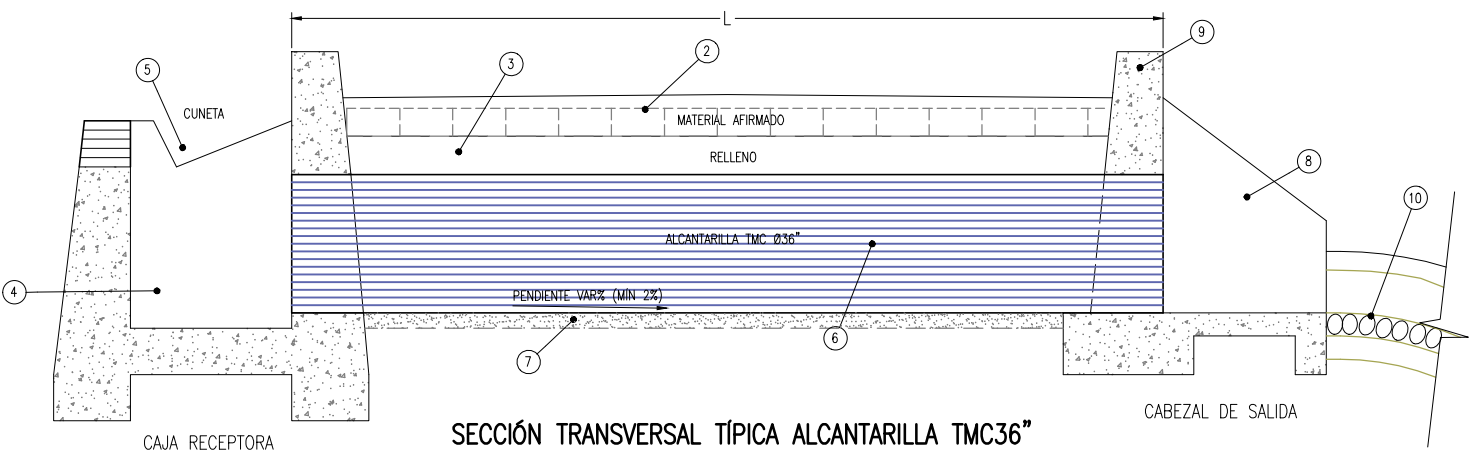 L
9
2
3
5
CUNETA
MATERIAL AFIRMADO
RELLENO
8
10
ALCANTARILLA TMC Ø36"
4
PENDIENTE VAR% (MÍN 2%)
6
7
CABEZAL DE SALIDA
CAJA RECEPTORA
SECCIÓN TRANSVERSAL TÍPICA ALCANTARILLA TMC36"